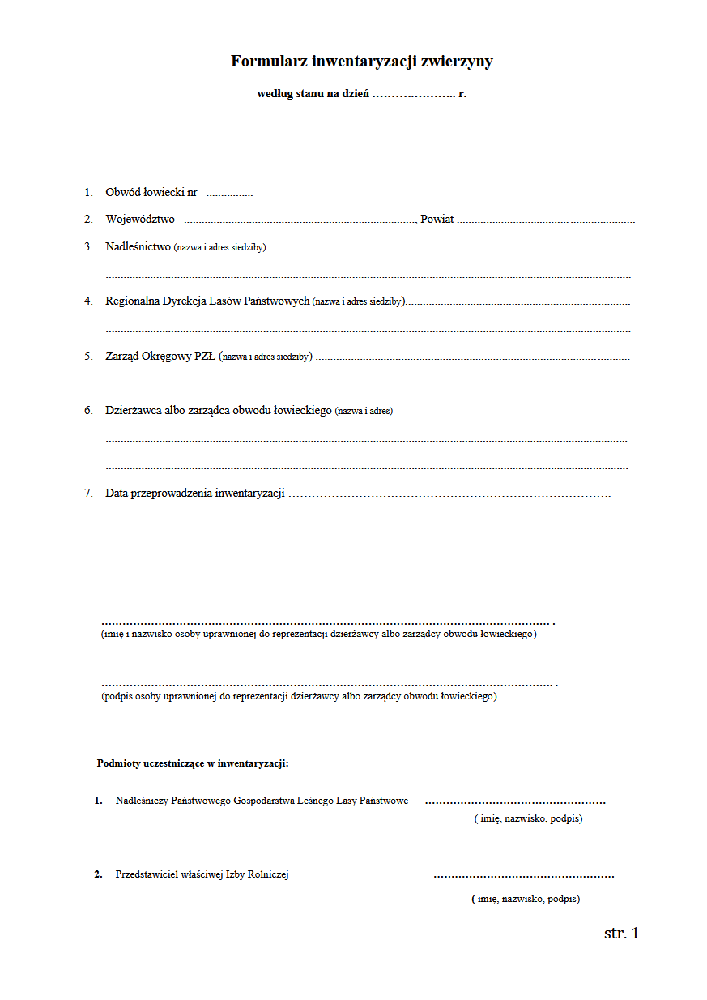 Formularz inwentaryzacji zwierzyny
według stanu na dzień ………..………….. r.
1. Obwód łowiecki nr ................
2. Województwo .............................................................................., Powiat ............................................................
3. Nadleśnictwo (nazwa i adres siedziby) ............................................................................................................................
..................................................................................................................................................................................
4. Regionalna Dyrekcja Lasów Państwowych (nazwa i adres siedziby)............................................................................
..................................................................................................................................................................................
5. Zarząd Okręgowy PZŁ (nazwa i adres siedziby) ..........................................................................................................
..................................................................................................................................................................................
6. Dzierżawca albo zarządca obwodu łowieckiego (nazwa i adres)
.................................................................................................................................................................................
.................................................................................................................................................................................
7. Data przeprowadzenia inwentaryzacji ……………………………………………………………………….
……………………………………………………………………………………………………………… .
(imię i nazwisko osoby uprawnionej do reprezentacji dzierżawcy albo zarządcy obwodu łowieckiego)
……………………………………………………………………………………………………………….. .
(podpis osoby uprawnionej do reprezentacji dzierżawcy albo zarządcy obwodu łowieckiego)
Podmioty uczestniczące w inwentaryzacji:
1. Nadleśniczy Państwowego Gospodarstwa Leśnego Lasy Państwowe ……………………………………………
( imię, nazwisko, podpis)
2. Przedstawiciel właściwej Izby Rolniczej ……………………………………………
( imię, nazwisko, podpis)
str. 1